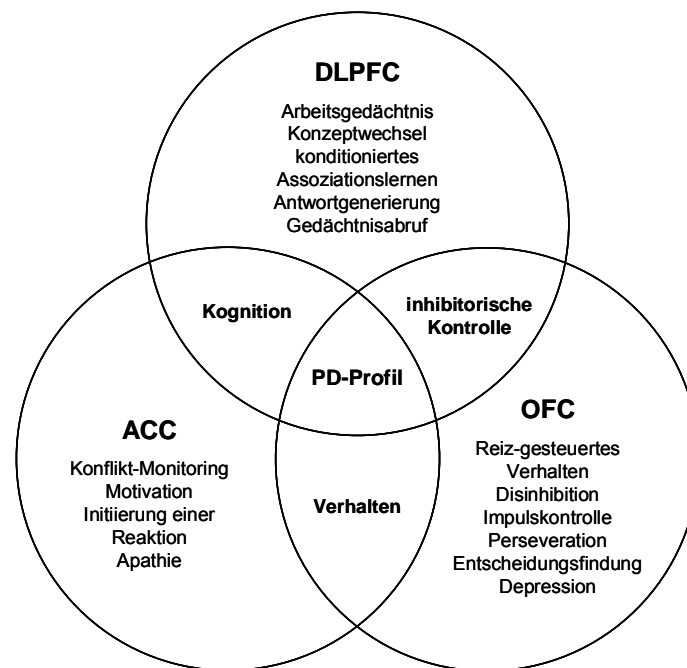 DLPFC
Arbeitsgedächtnis
Konzeptwechsel
konditioniertes
Assoziationslernen
Antwortgenerierung
Gedächtnisabruf
Kognition
inhibitorische
Kontrolle
PD-Profil
ACC
Konflikt-Monitoring
Motivation
Initiierung einer
Reaktion
Apathie
Verhalten
OFC
Reiz-gesteuertes
Verhalten
Disinhibition
Impulskontrolle
Perseveration
Entscheidungsfindung
Depression